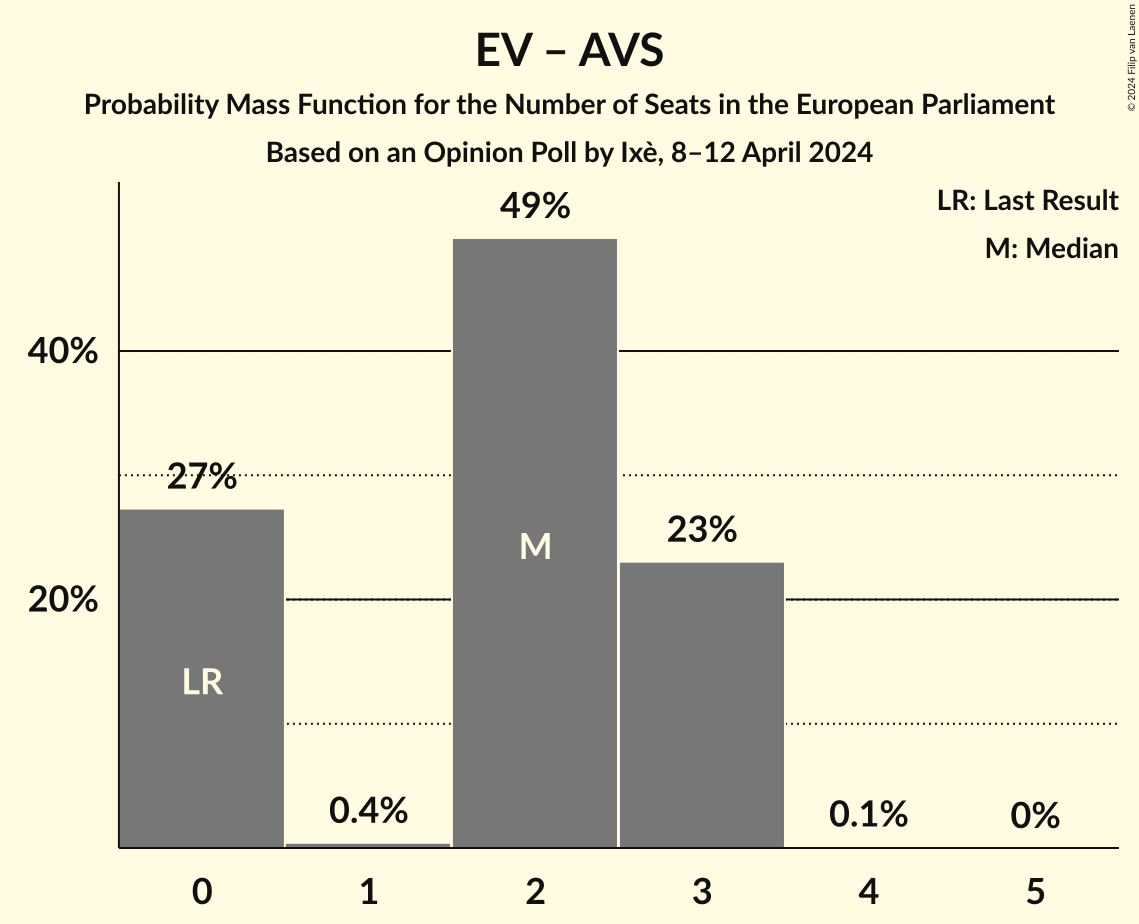 EV – AVS
Probability Mass Function for the Number of Seats in the European Parliament
Based on an Opinion Poll by Ixè, 8–12 April 2024
© 2024 Filip van Laenen
LR: Last Result
M: Median
49%
40%
27%
23%
M
20%
LR
0.4%
0.1%
0%
0 1 2 3 4 5